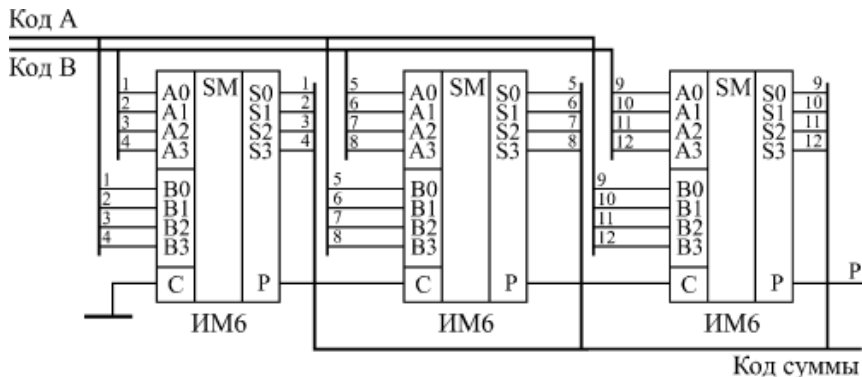 Код A
Код B
1 A0 SM S0 1 5 A0 SM S0 5 9 A0 SM S0 9
2 A1 S1 2 6 A1 S1 6 10 A1 S1 10
3 A2 S2 3 7 A2 S2 7 11 A2 S2 11
4 A3 S3 4 8 A3 S3 8 12 A3 S3 12
1 B0 5 B0 9 B0
2 B1 6 B1 10 B1
3 B2 7 B2 11 B2
4 B3 8 B3 12 B3
C P C P C P P
ИМ6 ИМ6 ИМ6
Код суммы